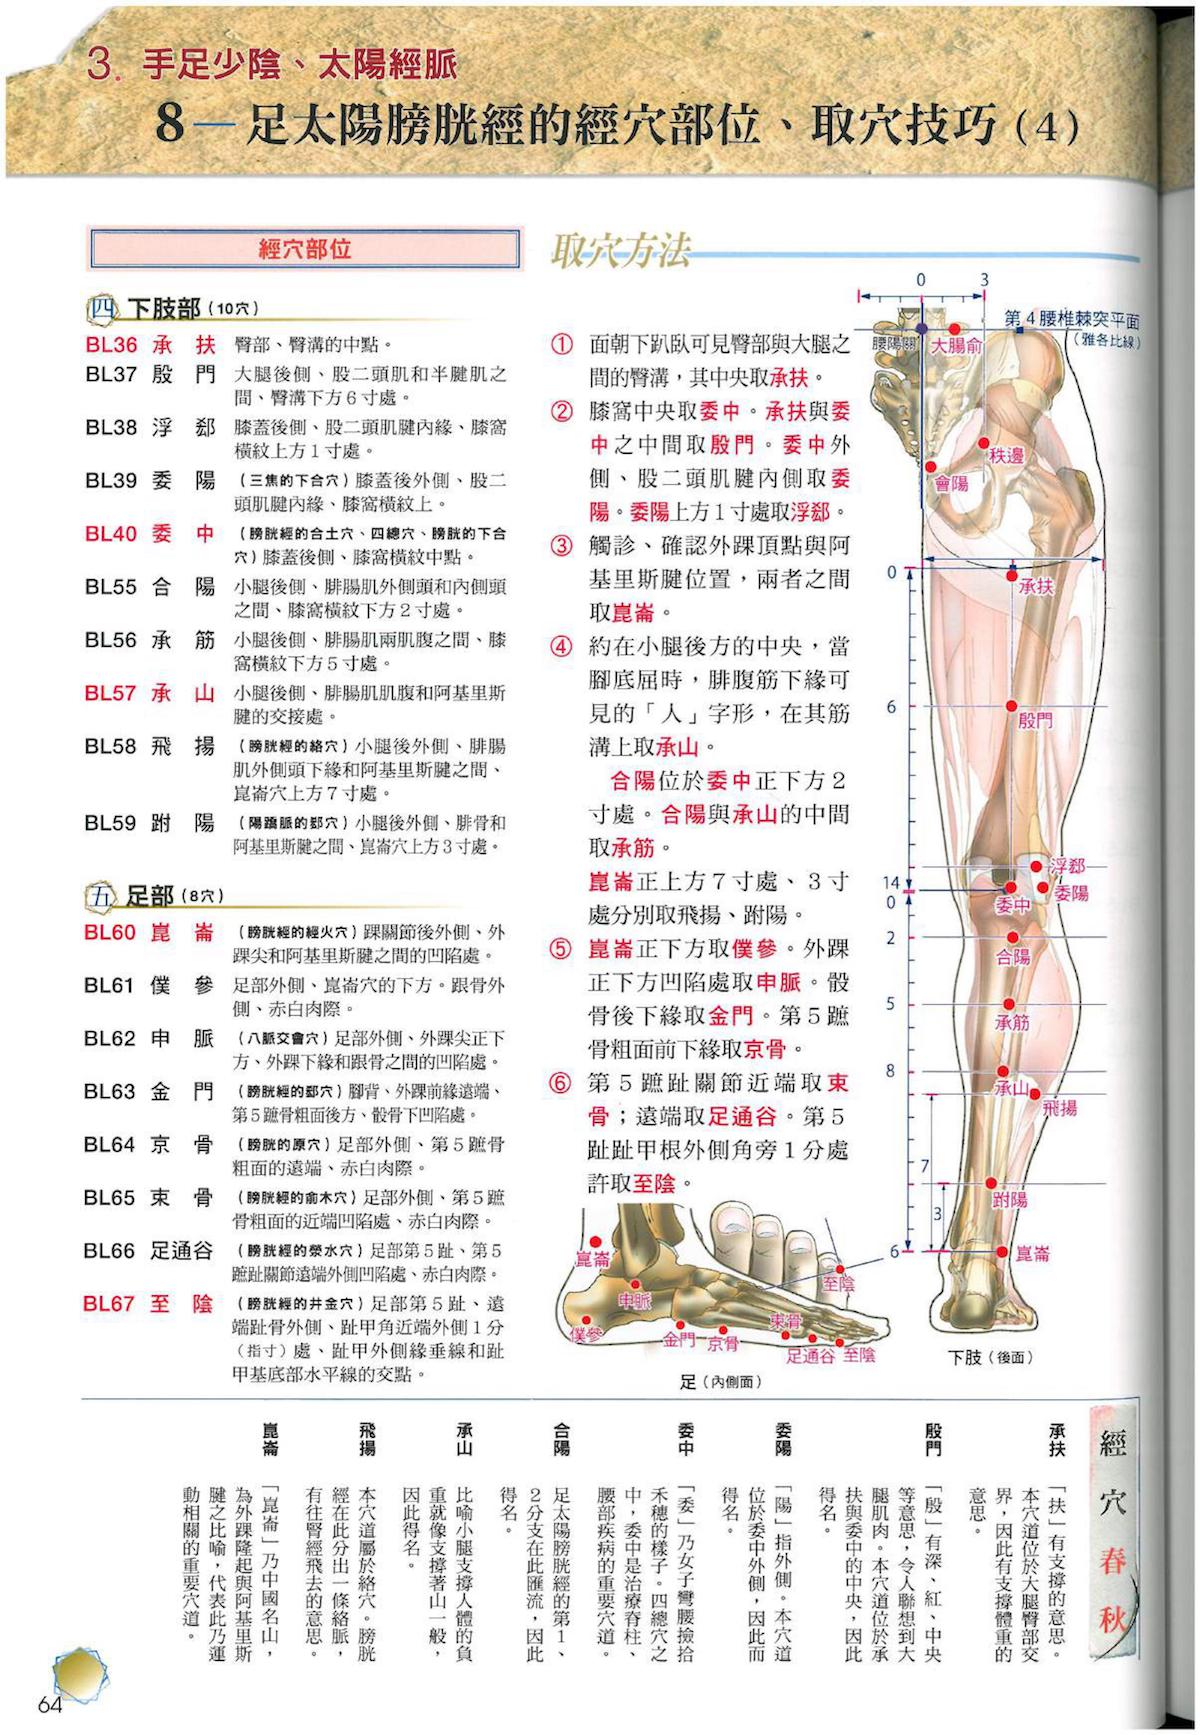 3. 手足少陰、太陽經脈
8—足太陽膀胱經的經穴部位、取穴技巧(4)
經穴部位
四 下肢部(10穴)
BL36 承 扶 臀部、臀溝的中點。
BL37 殷 門 大腿後側、股二頭肌和半腱肌之
間、臀溝下方6寸處。
BL38 浮 郄 膝蓋後側、股二頭肌腱內緣、膝窩
橫紋上方1寸處。
BL39 委 陽 (三焦的下合穴)膝蓋後外側、股二
頭肌腱內緣、膝窩橫紋上。
BL40 委 中 (膀胱經的合土穴、四總穴、膀胱的下合
穴)膝蓋後側、膝窩橫紋中點。
BL55 合 陽 小腿後側、腓腸肌外側頭和內側頭
之間、膝窩橫紋下方2寸處。
BL56 承 筋 小腿後側、腓腸肌兩肌腹之間、膝
窩橫紋下方5寸處。
BL57 承 山 小腿後側、腓腸肌肌腹和阿基里斯
腱的交接處。
BL58 飛 揚 (膀胱經的絡穴)小腿後外側、腓腸
肌外側頭下緣和阿基里斯腱之間、
崑崙穴上方7寸處。
BL59 跗 陽 (陽蹻脈的郄穴)小腿後外側、腓骨和
阿基里斯腱之間、崑崙穴上方3寸處。
五 足部(8穴)
BL60 崑 崙 (膀胱經的經火穴)踝關節後外側、外
踝尖和阿基里斯腱之間的凹陷處。
BL61 僕 參 足部外側、崑崙穴的下方。跟骨外
側、赤白肉際。
BL62 申 脈 (八脈交會穴)足部外側、外踝尖正下
方、外踝下緣和跟骨之間的凹陷處。
BL63 金 門 (膀胱經的郄穴)腳背、外踝前緣遠端、
第5蹠骨粗面後方、骰骨下凹陷處。
BL64 京 骨 (膀胱的原穴)足部外側、第5蹠骨
粗面的遠端、赤白肉際。
BL65 束 骨 (膀胱經的俞木穴)足部外側、第5蹠
骨粗面的近端凹陷處、赤白肉際。
BL66 足通谷 (膀胱經的滎水穴)足部第5趾、第5
蹠趾關節遠端外側凹陷處、赤白肉際。
BL67 至 陰 (膀胱經的井金穴)足部第5趾、遠
端趾骨外側、趾甲角近端外側1分
(指寸)處、趾甲外側緣垂線和趾
甲基底部水平線的交點。
取穴方法
① 面朝下趴臥可見臀部與大腿之
間的臀溝，其中央取承扶。
② 膝窩中央取委中。承扶與委
中之中間取殷門。委中外
側、股二頭肌腱內側取委
陽。委陽上方1寸處取浮郄。
③ 觸診、確認外踝頂點與阿
基里斯腱位置，兩者之間
取崑崙。
④ 約在小腿後方的中央，當
腳底屈時，腓腹筋下緣可
見的「人」字形，在其筋
溝上取承山。
合陽位於委中正下方2
寸處。合陽與承山的中間
取承筋。
崑崙正上方7寸處、3寸
處分別取飛揚、跗陽。
⑤ 崑崙正下方取僕參。外踝
正下方凹陷處取申脈。骰
骨後下緣取金門。第5蹠
骨粗面前下緣取京骨。
⑥ 第5蹠趾關節近端取束
骨；遠端取足通谷。第5
趾趾甲根外側角旁1分處
許取至陰。
0 3
第4腰椎棘突平面
(雅各比線)
腰陽關
大腸俞
秩邊
會陽
0
承扶
6
殷門
浮郄
14
0
委中
委陽
2
合陽
5
承筋
8
承山
飛揚
7
跗陽
3
6
崑崙
下肢(後面)
崑崙
申脈
僕參
金門
京骨
束骨
足通谷
至陰
至陰
足(內側面)
經穴春秋
承扶
「扶」有支撐的意思。
本穴道位於大腿臀部交
界，因此有支撐體重的
意思。
殷門
「殷」有深、紅、中央
等意思，令人聯想到大
腿肌肉。本穴道位於承
扶與委中的中央，因此
得名。
委陽
「陽」指外側。本穴道
位於委中外側，因此而
得名。
委中
「委」乃女子彎腰撿拾
禾穗的樣子。四總穴之
中，委中是治療脊柱、
腰部疾病的重要穴道。
合陽
足太陽膀胱經的第1、
2分支在此匯流，因此
得名。
承山
比喻小腿支撐人體的負
重就像支撐著山一般，
因此得名。
飛揚
本穴道屬於絡穴。膀胱
經在此分出一條絡脈，
有往腎經飛去的意思。
崑崙
「崑崙」乃中國名山，
為外踝隆起與阿基里斯
腱之比喻，代表此乃運
動相關的重要穴道。
64